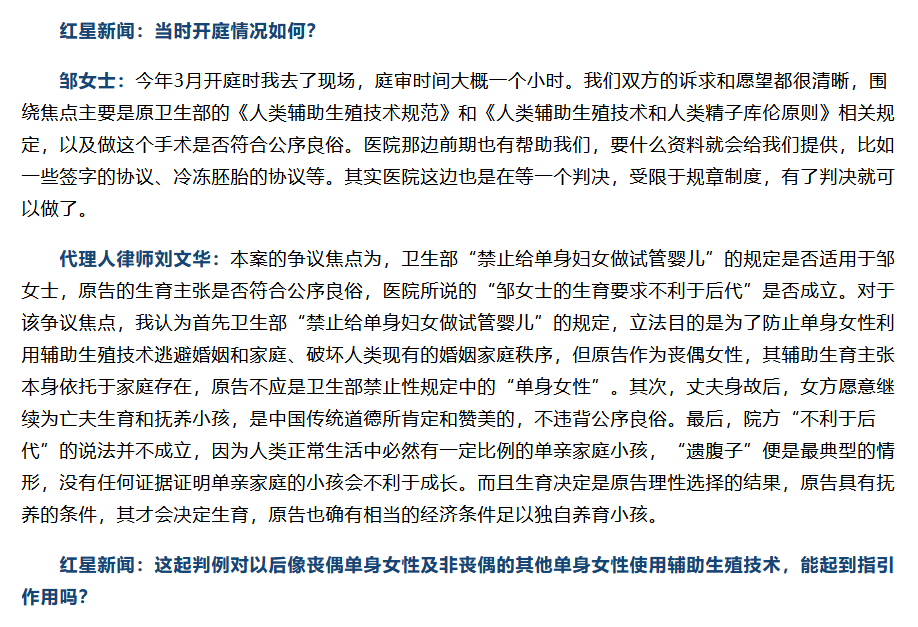 红星新闻：当时开庭情况如何？
邹女士：今年3月开庭时我去了现场，庭审时间大概一个小时。我们双方的诉求和愿望都很清晰，围
绕焦点主要是原卫生部的《人类辅助生殖技术规范》和《人类辅助生殖技术和人类精子库伦原则》相关规
定，以及做这个手术是否符合公序良俗。医院那边前期也有帮助我们，要什么资料就会给我们提供，比如
一些签字的协议、冷冻胚胎的协议等。其实医院这边也是在等一个判决，受限于规章制度，有了判决就可
以做了。
代理人律师刘文华：本案的争议焦点为，卫生部“禁止给单身妇女做试管婴儿”的规定是否适用于邹
女士，原告的生育主张是否符合公序良俗，医院所说的“邹女士的生育要求不利于后代”是否成立。对于
该争议焦点，我认为首先卫生部“禁止给单身妇女做试管婴儿”的规定，立法目的是为了防止单身女性利
用辅助生殖技术逃避婚姻和家庭、破坏人类现有的婚姻家庭秩序，但原告作为丧偶女性，其辅助生育主张
本身依托于家庭存在，原告不应是卫生部禁止性规定中的“单身女性”。其次，丈夫身故后，女方愿意继
续为亡夫生育和抚养小孩，是中国传统道德所肯定和赞美的，不违背公序良俗。最后，院方“不利于后
代”的说法并不成立，因为人类正常生活中必然有一定比例的单亲家庭小孩，“遗腹子”便是最典型的情
形，没有任何证据证明单亲家庭的小孩会不利于成长。而且生育决定是原告理性选择的结果，原告具有抚
养的条件，其才会决定生育，原告也确有相当的经济条件足以独自养育小孩。
红星新闻：这起判例对以后像丧偶单身女性及非丧偶的其他单身女性使用辅助生殖技术，能起到指引
作用吗？